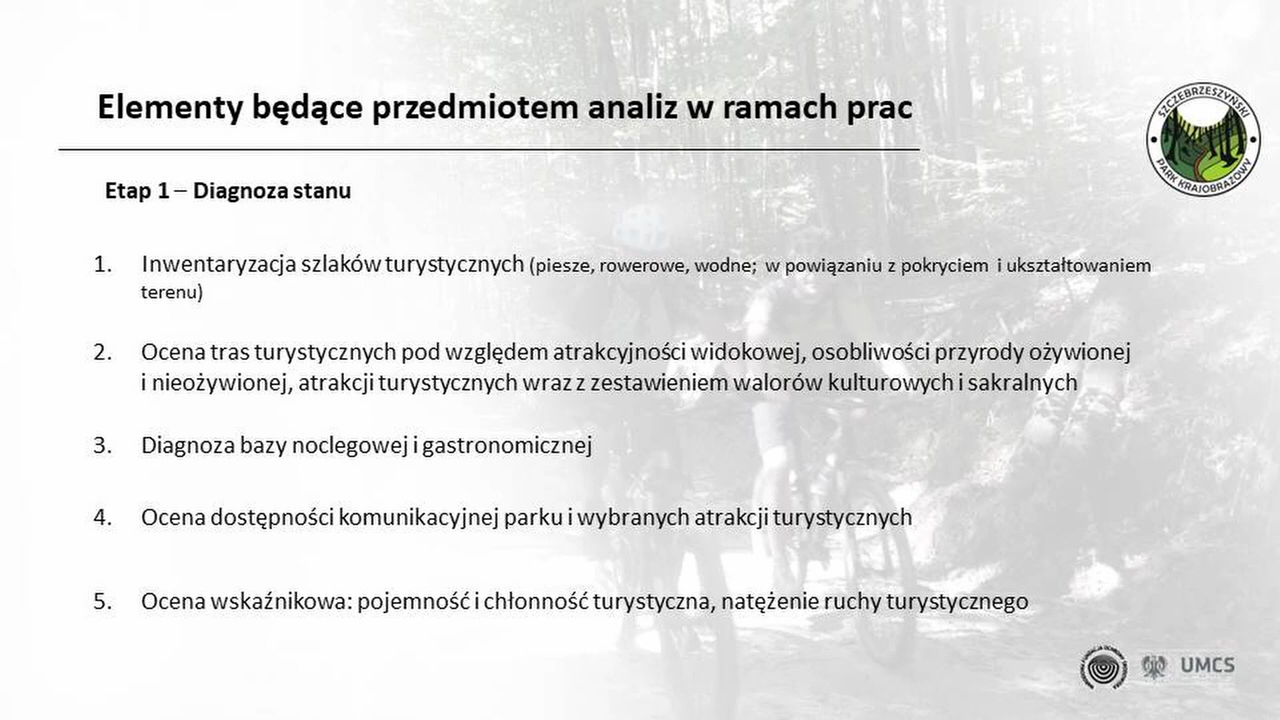 Elementy będące przedmiotem analiz w ramach prac
SZCZEBRZESZYŃSKI
PARK KRAJOBRAZOWY
Etap 1 – Diagnoza stanu
1. Inwentaryzacja szlaków turystycznych (piesze, rowerowe, wodne; w powiązaniu z pokryciem i ukształtowaniem
terenu)
2. Ocena tras turystycznych pod względem atrakcyjności widokowej, osobliwości przyrody ożywionej
i nieożywionej, atrakcji turystycznych wraz z zestawieniem walorów kulturowych i sakralnych
3. Diagnoza bazy noclegowej i gastronomicznej
4. Ocena dostępności komunikacyjnej parku i wybranych atrakcji turystycznych
5. Ocena wskaźnikowa: pojemność i chłonność turystyczna, natężenie ruchy turystycznego
UMCS